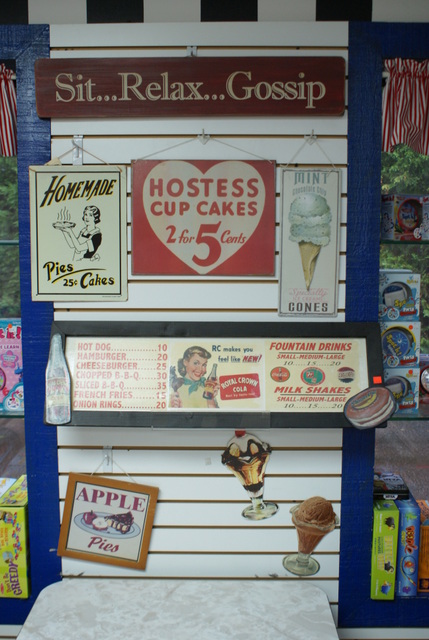 Sit...Relax...Gossip
HOMEMADE
Pies
25¢ Cakes
HOSTESS
CUP CAKES
2 for 5 Cents
MINT
CONES
HOT DOG..........10
HAMBURGER..........20
CHEESEBURGER..........25
CHOPPED B-B-Q..........30
SLICED B-B-Q..........35
FRENCH FRIES..........15
ONION RINGS..........20
RC makes you
feel like NEW!
ROYAL CROWN
COLA
FOUNTAIN DRINKS
SMALL-MEDIUM-LARGE
10 15 20
MILK SHAKES
SMALL-MEDIUM-LARGE
APPLE
Pies